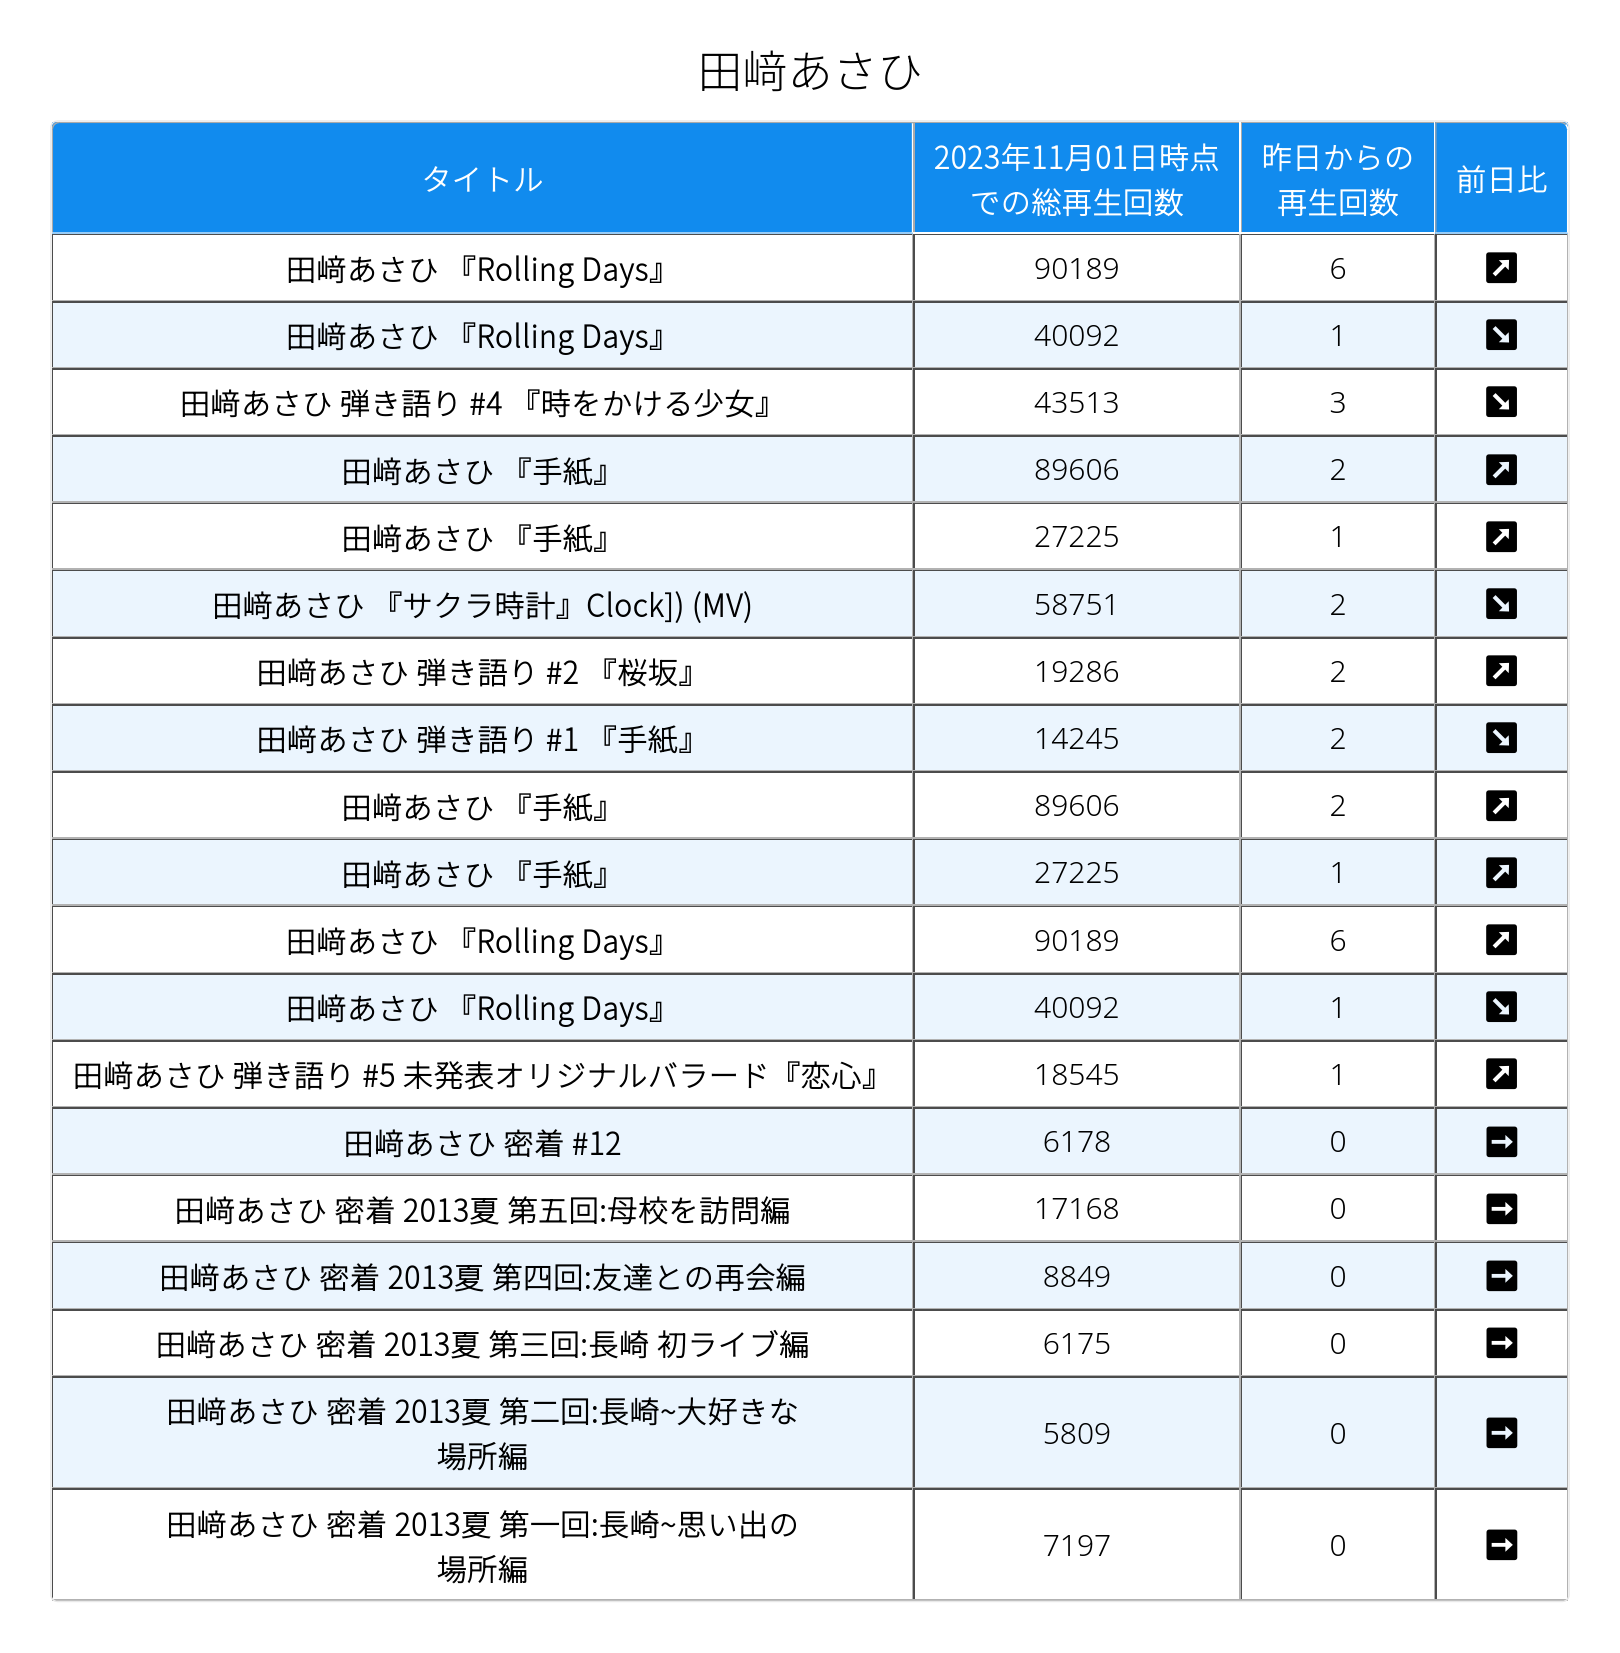 田﨑あさひ
タイトル
2023年11月01日時点
での総再生回数
昨日からの
再生回数
前日比
田﨑あさひ 『Rolling Days』 90189 6 ↗
田﨑あさひ 『Rolling Days』 40092 1 ↘
田﨑あさひ 弾き語り #4 『時をかける少女』 43513 3 ↘
田﨑あさひ 『手紙』 89606 2 ↗
田﨑あさひ 『手紙』 27225 1 ↗
田﨑あさひ 『サクラ時計』Clock]) (MV) 58751 2 ↘
田﨑あさひ 弾き語り #2 『桜坂』 19286 2 ↗
田﨑あさひ 弾き語り #1 『手紙』 14245 2 ↘
田﨑あさひ 『手紙』 89606 2 ↗
田﨑あさひ 『手紙』 27225 1 ↗
田﨑あさひ 『Rolling Days』 90189 6 ↗
田﨑あさひ 『Rolling Days』 40092 1 ↘
田﨑あさひ 弾き語り #5 未発表オリジナルバラード『恋心』 18545 1 ↗
田﨑あさひ 密着 #12 6178 0 →
田﨑あさひ 密着 2013夏 第五回:母校を訪問編 17168 0 →
田﨑あさひ 密着 2013夏 第四回:友達との再会編 8849 0 →
田﨑あさひ 密着 2013夏 第三回:長崎 初ライブ編 6175 0 →
田﨑あさひ 密着 2013夏 第二回:長崎~大好きな
場所編 5809 0 →
田﨑あさひ 密着 2013夏 第一回:長崎~思い出の
場所編 7197 0 →